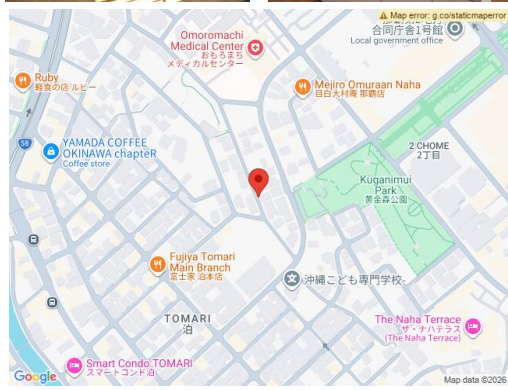 Map error: g.co/staticmaperror
Omoromachi
Medical Center
おもろまち
メディカルセンター
合同庁舎1号館
Local government office
Ruby
軽食の店 ルビー
Mejiro Omuraan Naha
目白大村庵 那覇店
58
YAMADA COFFEE
OKINAWA chapteR
Coffee store
2 CHOME
2丁目
Kuganimui
Park
黄金森公園
Fujiya Tomari
Main Branch
富士家 泊本店
沖縄こども専門学校
TOMARI
泊
The Naha Terrace
ザ・ナハテラス
(The Naha Terrace)
Smart Condo TOMARI
スマートコンド泊
Google
Map data ©2026